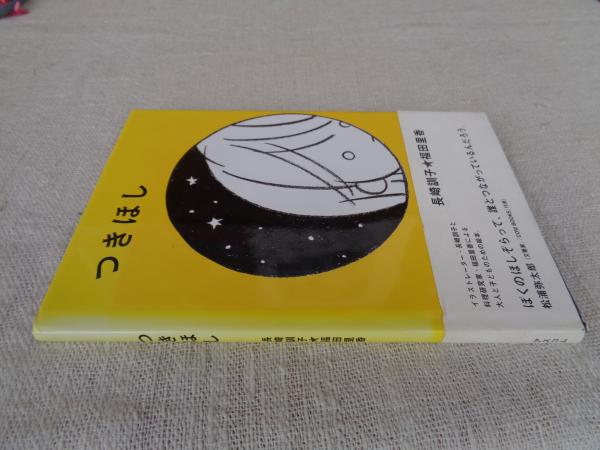 つきほし
長崎訓子★福田里香
イラストレーター・長崎訓子と
料理研究家・福田里香による
大人と子どものための絵本。
ぼくのほしぞらって、誰とつながっているんだろう。
松浦弥太郎
つきほし
長崎訓子★福田里香